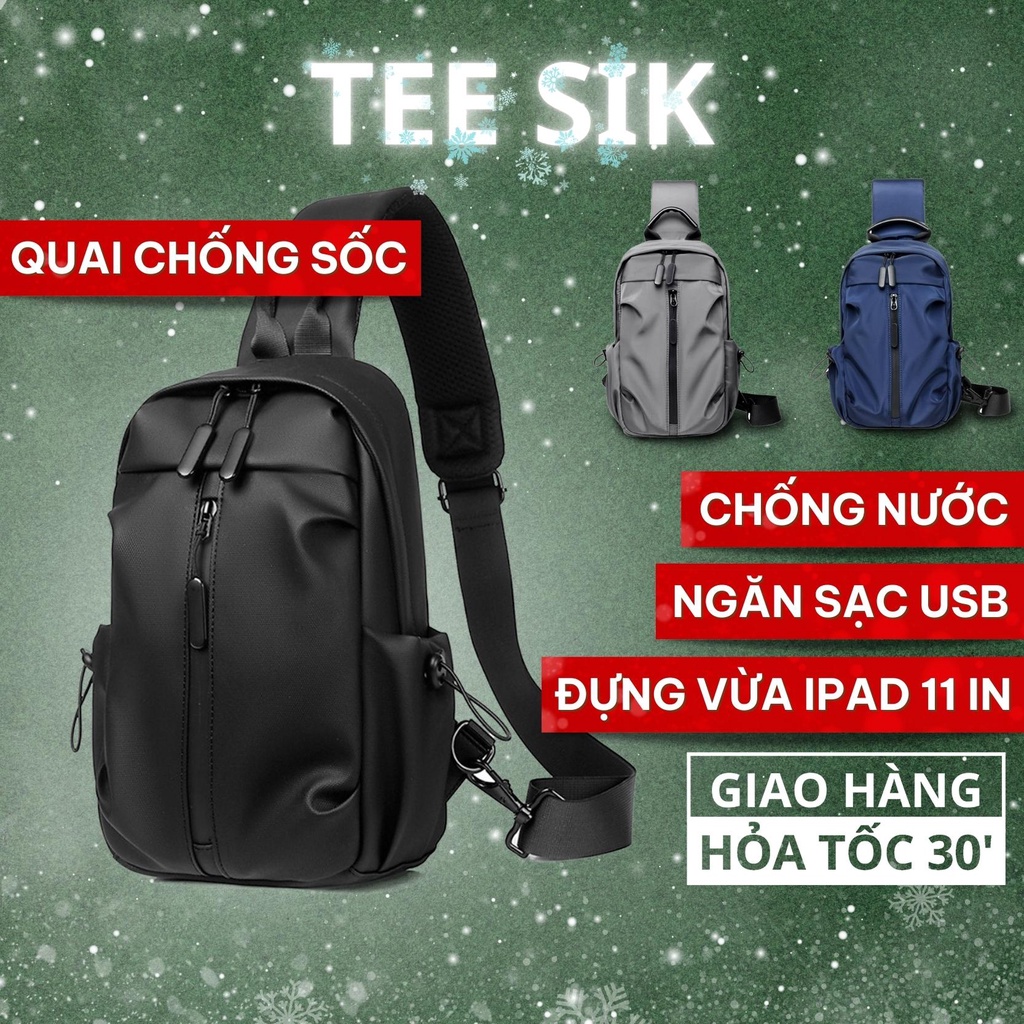 TEE SIK
QUAI CHỐNG SỐC
CHỐNG NƯỚC
NGĂN SẠC USB
ĐỰNG VỪA IPAD 11 IN
GIAO HÀNG
HỎA TỐC 30'